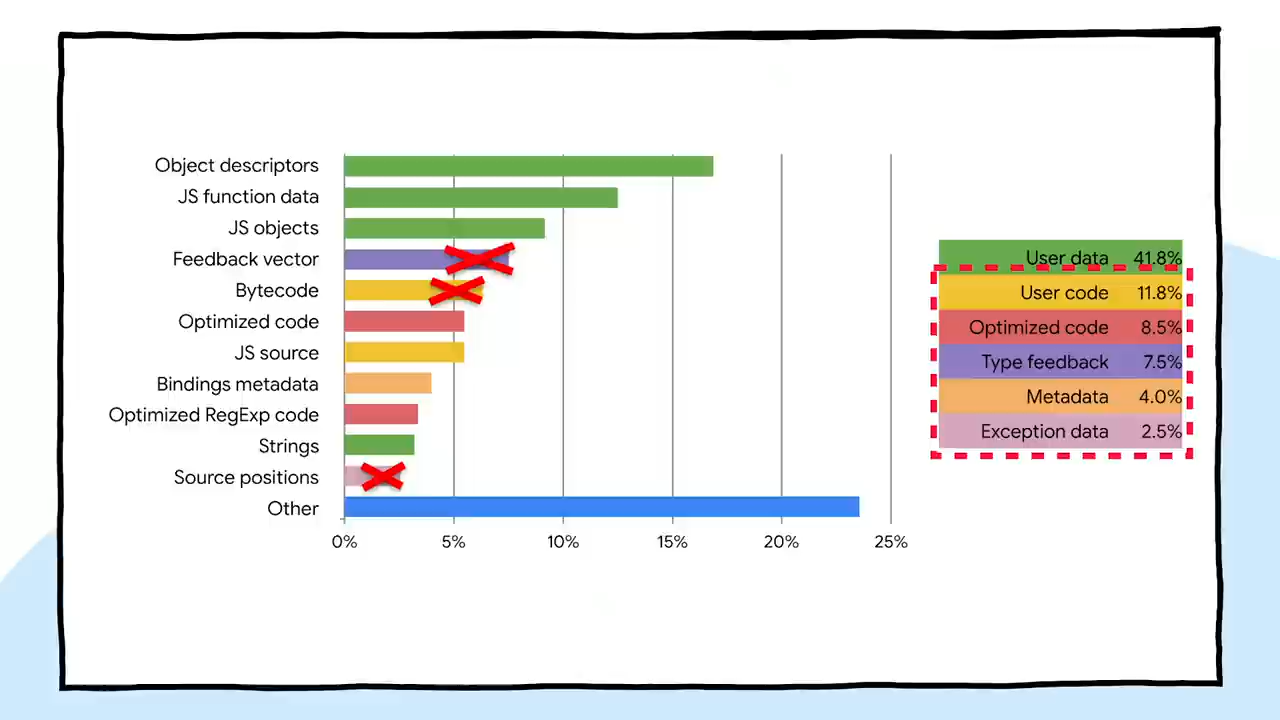 Object descriptors
JS function data
JS objects
Feedback vector
Bytecode
Optimized code
JS source
Bindings metadata
Optimized RegExp code
Strings
Source positions
Other
0% 5% 10% 15% 20% 25%
User data 41.8%
User code 11.8%
Optimized code 8.5%
Type feedback 7.5%
Metadata 4.0%
Exception data 2.5%